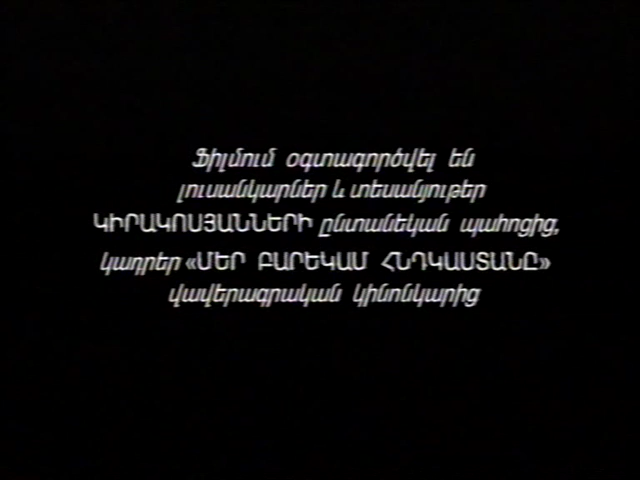 Ֆիլմում օգտագործվել են
լուսանկարներ և տեսանյութեր
ԿԻՐԱԿՈՍՅԱՆՆԵՐԻ ընտանեկան պահոցից,
կադրեր «ՄԵՐ ԲԱՐԵԿԱՄ ՀՆԴԿԱՍՏԱՆԸ»
վավերագրական կինոնկարից